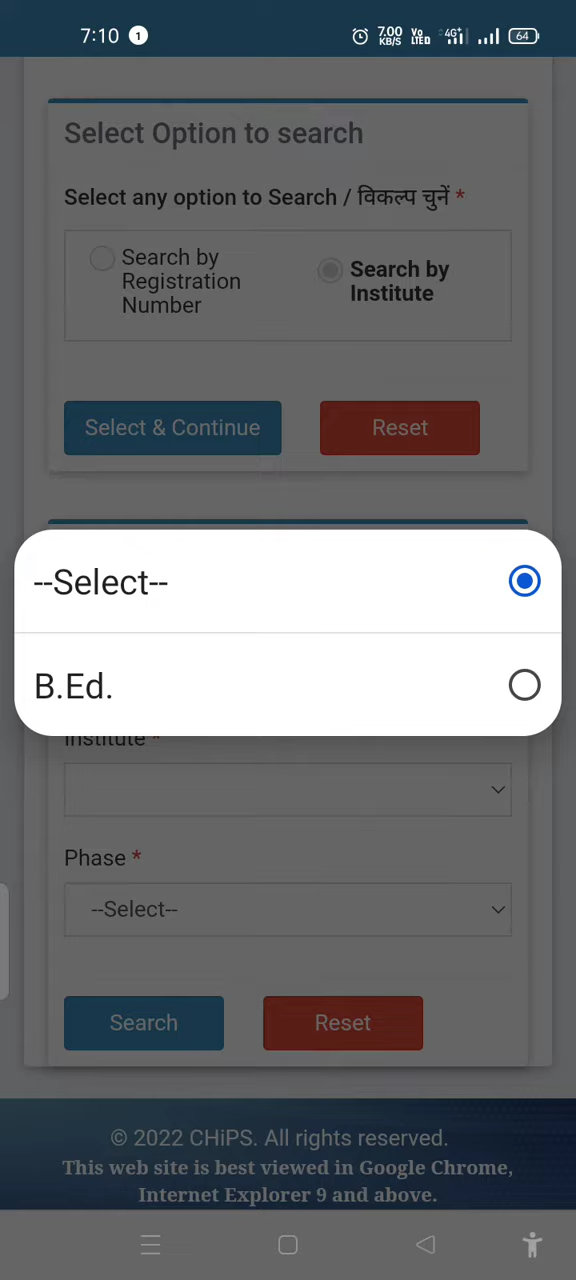 7:10 1 7.00 KB/S Vo LTE 4G+ 64
Select Option to search
Select any option to Search / विकल्प चुनें *
Search by
Registration
Number
Search by
Institute
Select & Continue
Reset
--Select--
B.Ed.
Institute *
Phase *
--Select--
Search
Reset
© 2022 CHiPS. All rights reserved.
This web site is best viewed in Google Chrome,
Internet Explorer 9 and above.